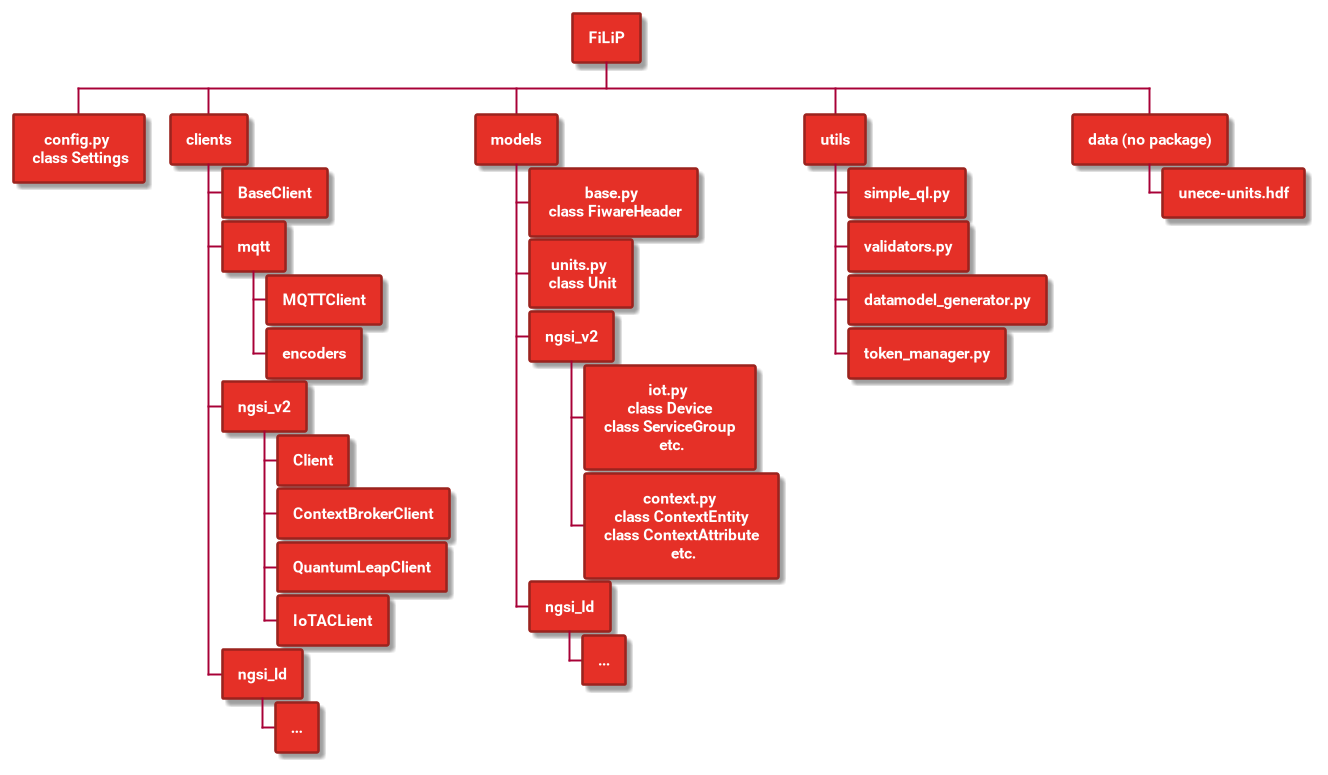 FiLiP
config.py
class Settings
clients
BaseClient
mqtt
MQTTClient
encoders
ngsi_v2
Client
ContextBrokerClient
QuantumLeapClient
IoTACLient
ngsi_ld
...
models
base.py
class FiwareHeader
units.py
class Unit
ngsi_v2
iot.py
class Device
class ServiceGroup
etc.
context.py
class ContextEntity
class ContextAttribute
etc.
ngsi_ld
...
utils
simple_ql.py
validators.py
datamodel_generator.py
token_manager.py
data (no package)
unece-units.hdf